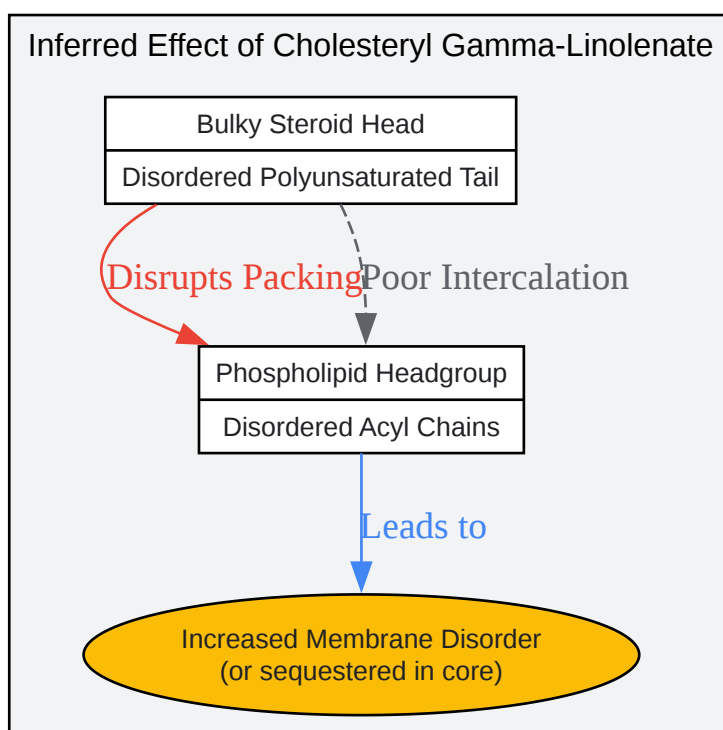 Inferred Effect of Cholesteryl Gamma-Linolenate
Bulky Steroid Head
Disordered Polyunsaturated Tail
Disrupts Packing
Poor Intercalation
Phospholipid Headgroup
Disordered Acyl Chains
Leads to
Increased Membrane Disorder
(or sequestered in core)